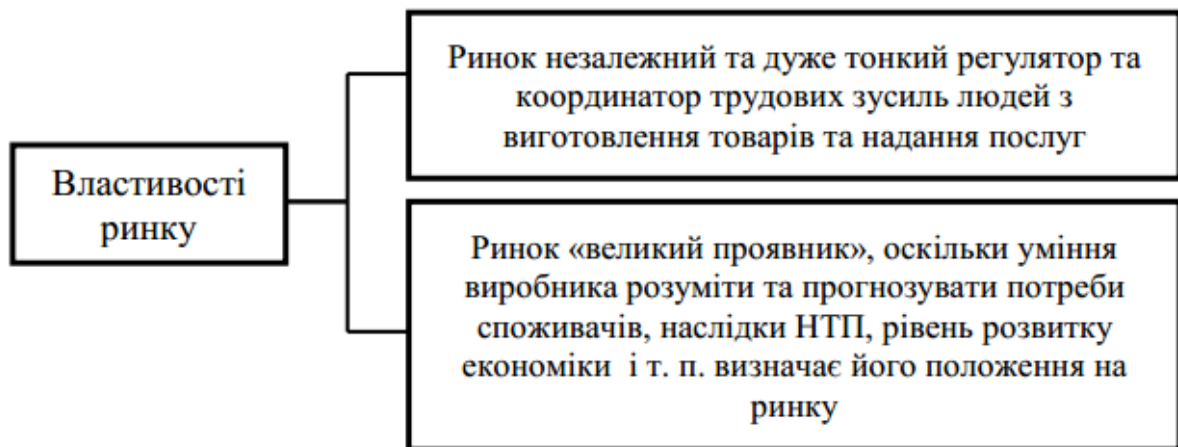 Ринок незалежний та дуже тонкий регулятор та
координатор трудових зусиль людей з
виготовлення товарів та надання послуг
Властивості
ринку
Ринок «великий проявник», оскільки уміння
виробника розуміти та прогнозувати потреби
споживачів, наслідки НТП, рівень розвитку
економіки і т. п. визначає його положення на
ринку